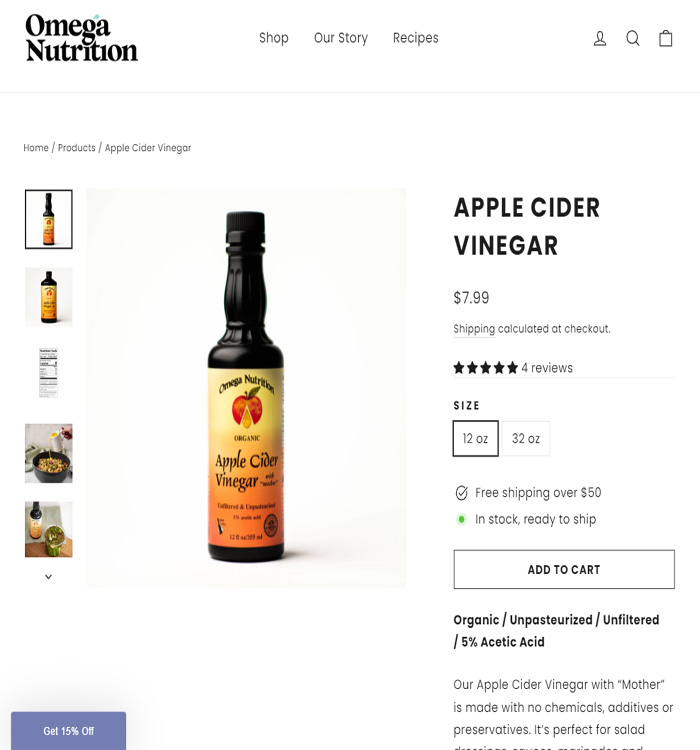 Omega
Nutrition
Shop
Our Story
Recipes
Home / Products / Apple Cider Vinegar
Omega Nutrition
ORGANIC
Apple Cider
Vinegar with "mother"
Unfiltered & Unpasteurized
5% acetic acid
12 fl oz/355 ml
APPLE CIDER
VINEGAR
$7.99
Shipping calculated at checkout.
4 reviews
SIZE
12 oz
32 oz
Free shipping over $50
In stock, ready to ship
ADD TO CART
Organic / Unpasteurized / Unfiltered
/ 5% Acetic Acid
Our Apple Cider Vinegar with “Mother”
is made with no chemicals, additives or
preservatives. It’s perfect for salad
dressings, sauces, marinades and
Get 15% Off